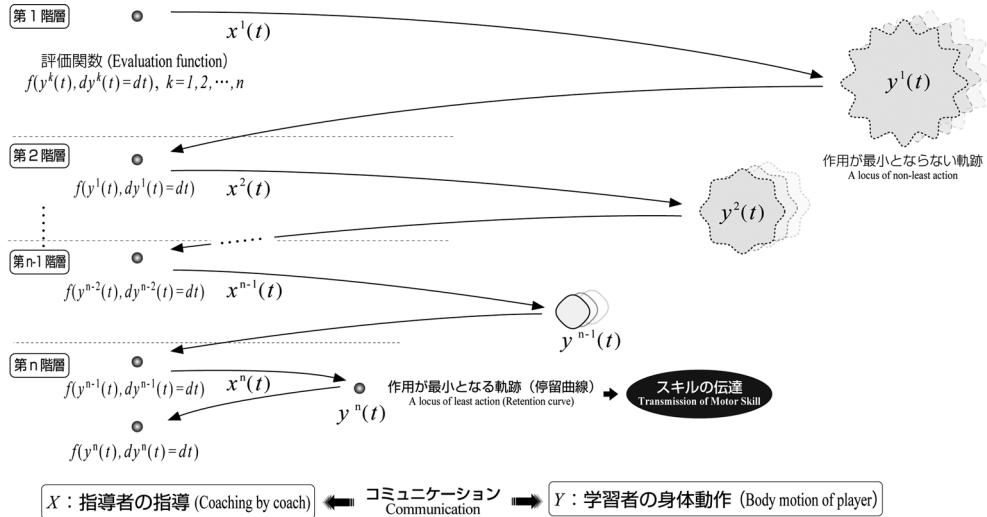 第1階層
x¹(t)
評価関数 (Evaluation function)
f(yᵏ(t), dyᵏ(t)=dt), k=1,2,…,n
y¹(t)
作用が最小とならない軌跡
A locus of non-least action
第2階層
f(y¹(t), dy¹(t)=dt)
x²(t)
y²(t)
第n-1階層
f(yⁿ⁻²(t), dyⁿ⁻²(t)=dt)
xⁿ⁻¹(t)
yⁿ⁻¹(t)
第n階層
f(yⁿ⁻¹(t), dyⁿ⁻¹(t)=dt)
xⁿ(t)
yⁿ(t)
作用が最小となる軌跡（停留曲線）
A locus of least action (Retention curve)
スキルの伝達
Transmission of Motor Skill
f(yⁿ(t), dyⁿ(t)=dt)
X：指導者の指導 (Coaching by coach)
コミュニケーション
Communication
Y：学習者の身体動作 (Body motion of player)